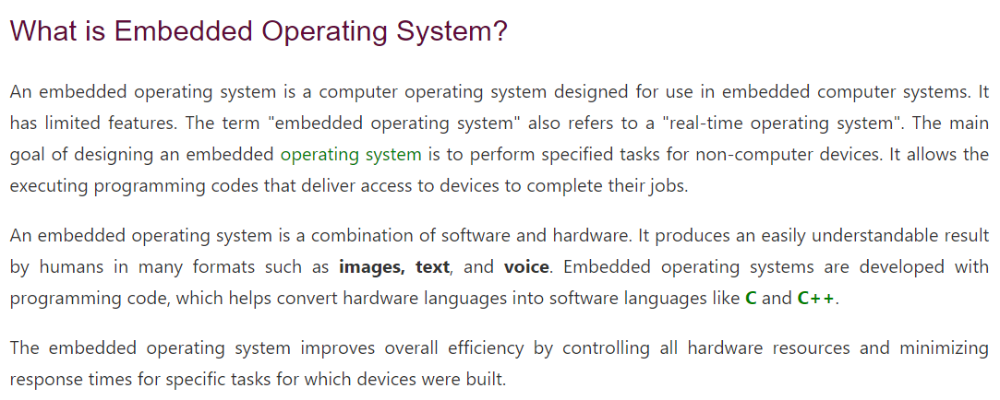 What is Embedded Operating System?
An embedded operating system is a computer operating system designed for use in embedded computer systems. It
has limited features. The term "embedded operating system" also refers to a "real-time operating system". The main
goal of designing an embedded operating system is to perform specified tasks for non-computer devices. It allows the
executing programming codes that deliver access to devices to complete their jobs.
An embedded operating system is a combination of software and hardware. It produces an easily understandable result
by humans in many formats such as images, text, and voice. Embedded operating systems are developed with
programming code, which helps convert hardware languages into software languages like C and C++.
The embedded operating system improves overall efficiency by controlling all hardware resources and minimizing
response times for specific tasks for which devices were built.